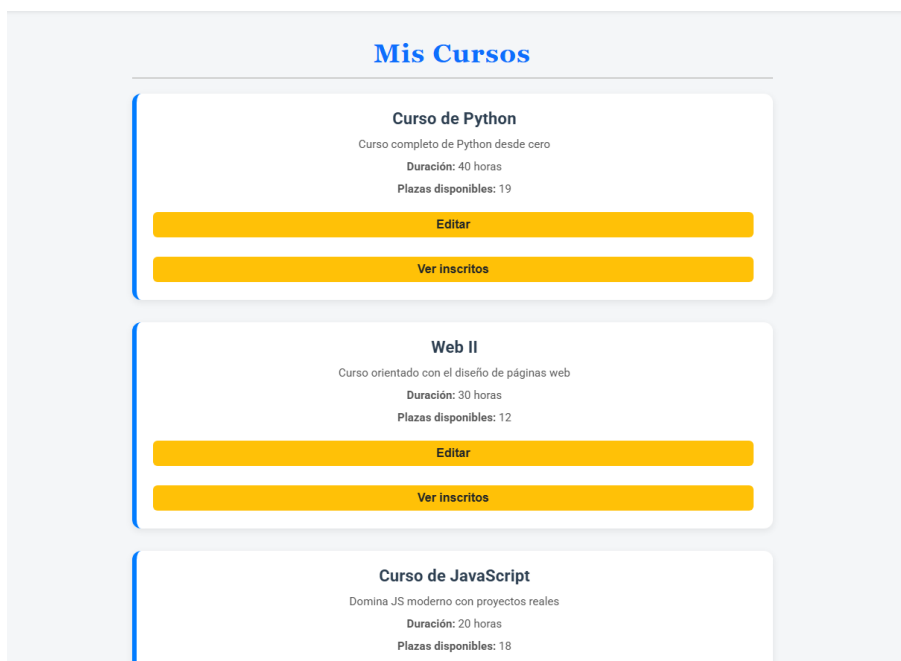 Mis Cursos
Curso de Python
Curso completo de Python desde cero
Duración: 40 horas
Plazas disponibles: 19
Editar
Ver inscritos
Web II
Curso orientado con el diseño de páginas web
Duración: 30 horas
Plazas disponibles: 12
Editar
Ver inscritos
Curso de JavaScript
Domina JS moderno con proyectos reales
Duración: 20 horas
Plazas disponibles: 18